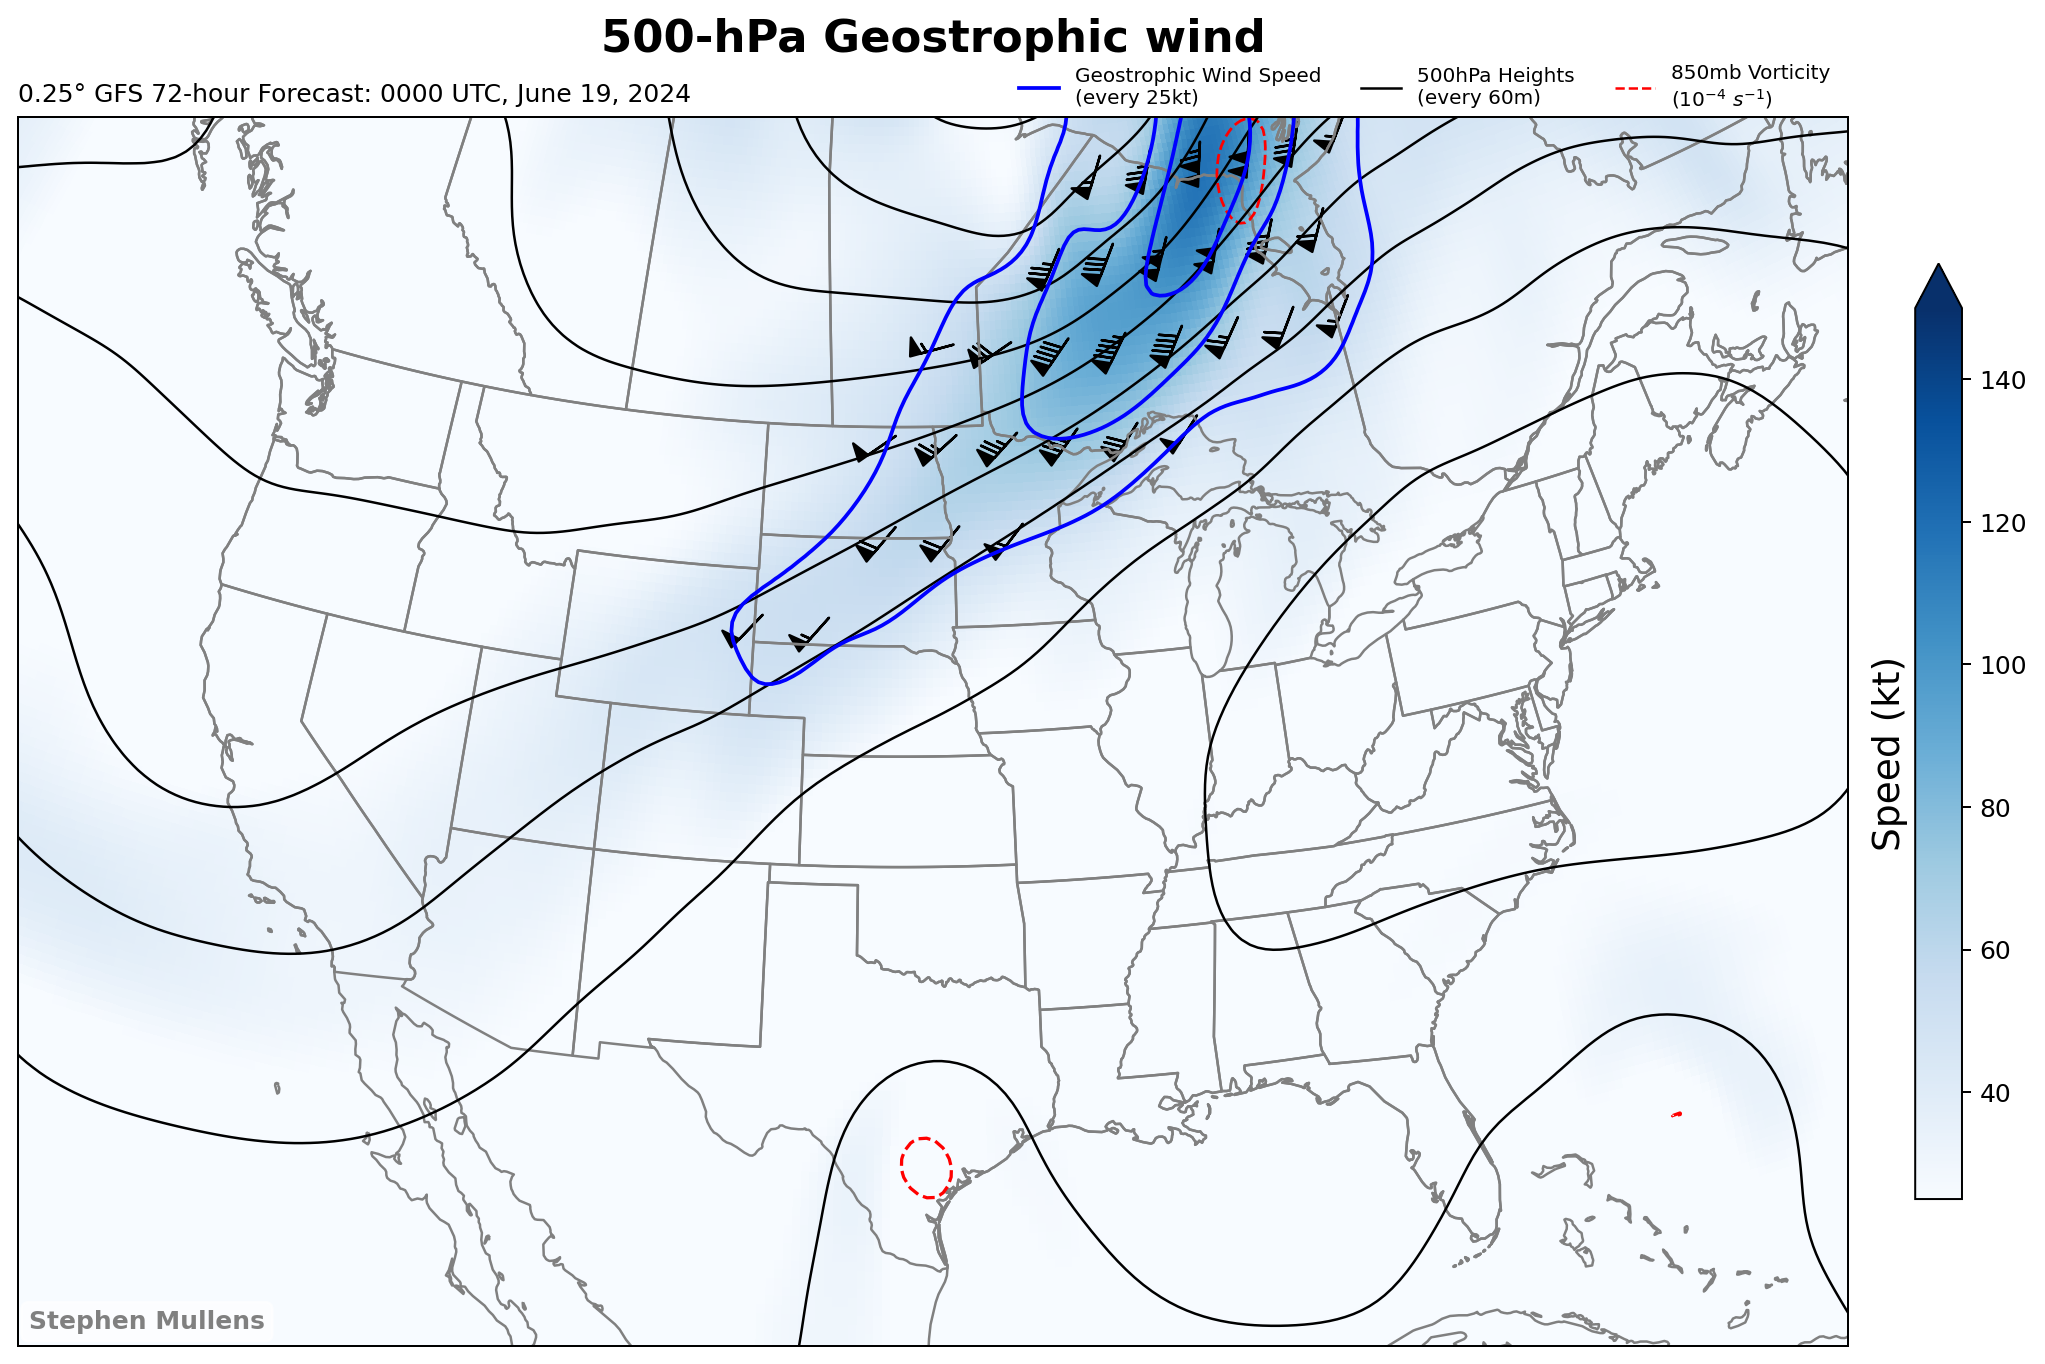 500-hPa Geostrophic wind
0.25° GFS 72-hour Forecast: 0000 UTC, June 19, 2024
Geostrophic Wind Speed
(every 25kt)
500hPa Heights
(every 60m)
850mb Vorticity
(10⁻⁴ s⁻¹)
140
120
100
80
60
40
Speed (kt)
Stephen Mullens